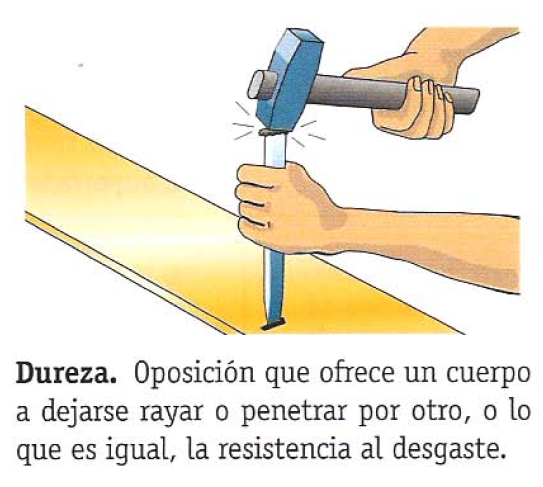 Dureza. Oposición que ofrece un cuerpo
a dejarse rayar o penetrar por otro, o lo
que es igual, la resistencia al desgaste.